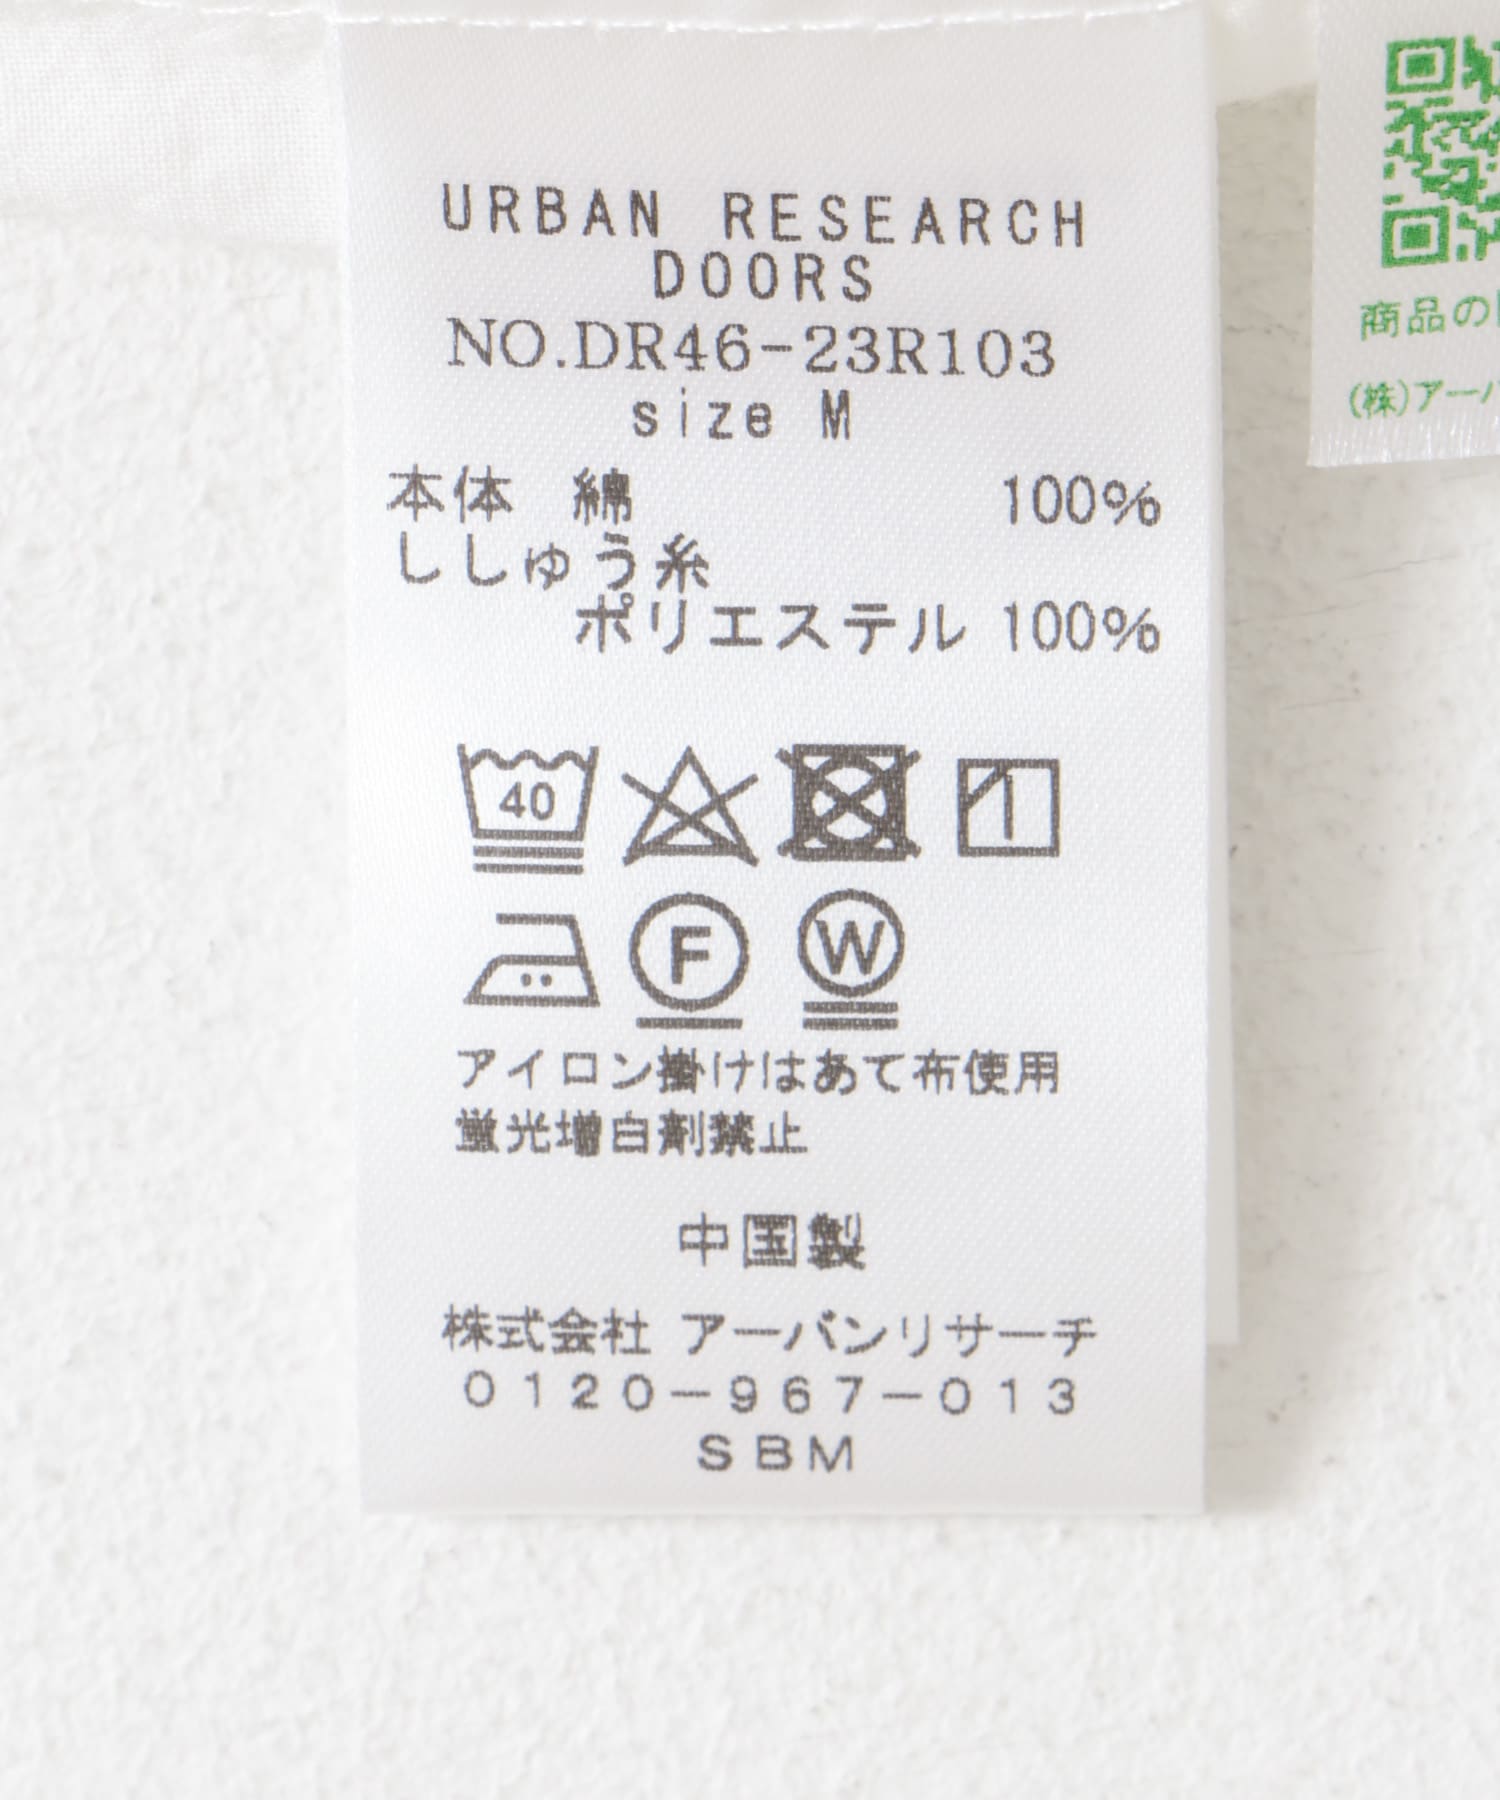 URBAN RESEARCH
DOORS
NO.DR46-23R103
size M
本体 綿 100%
ししゅう糸
ポリエステル 100%
40
F
W
アイロン掛けはあて布使用
蛍光増白剤禁止
中国製
株式会社 アーバンリサーチ
0120-967-013
SBM
商品の
(株)アーバ